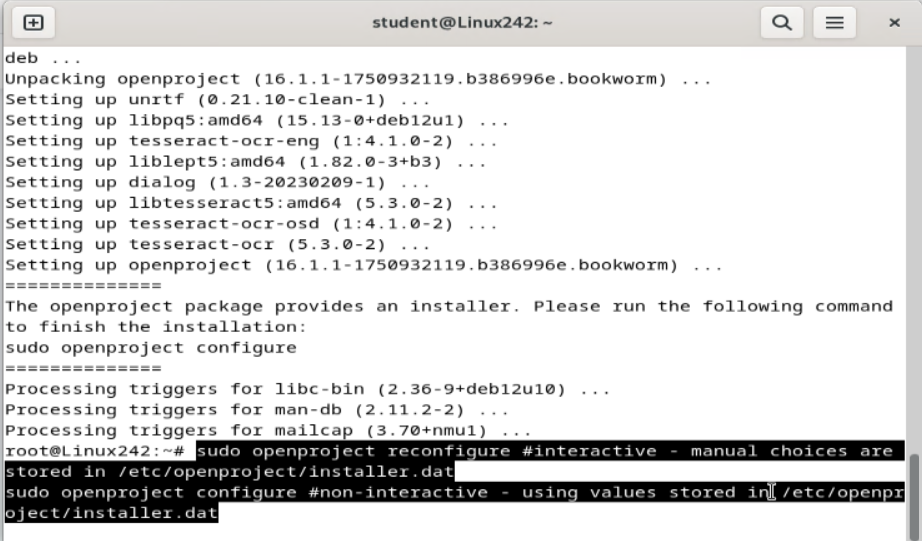 student@Linux242: ~
deb ...
Unpacking openproject (16.1.1-1750932119.b386996e.bookworm) ...
Setting up unrtf (0.21.10-clean-1) ...
Setting up libpq5:amd64 (15.13-0+deb12u1) ...
Setting up tesseract-ocr-eng (1:4.1.0-2) ...
Setting up liblept5:amd64 (1.82.0-3+b3) ...
Setting up dialog (1.3-20230209-1) ...
Setting up libtesseract5:amd64 (5.3.0-2) ...
Setting up tesseract-ocr-osd (1:4.1.0-2) ...
Setting up tesseract-ocr (5.3.0-2) ...
Setting up openproject (16.1.1-1750932119.b386996e.bookworm) ...
==============
The openproject package provides an installer. Please run the following command
to finish the installation:
sudo openproject configure
==============
Processing triggers for libc-bin (2.36-9+deb12u10) ...
Processing triggers for man-db (2.11.2-2) ...
Processing triggers for mailcap (3.70+nmu1) ...
root@Linux242:~# sudo openproject reconfigure #interactive - manual choices are
stored in /etc/openproject/installer.dat
sudo openproject configure #non-interactive - using values stored in /etc/openpr
oject/installer.dat